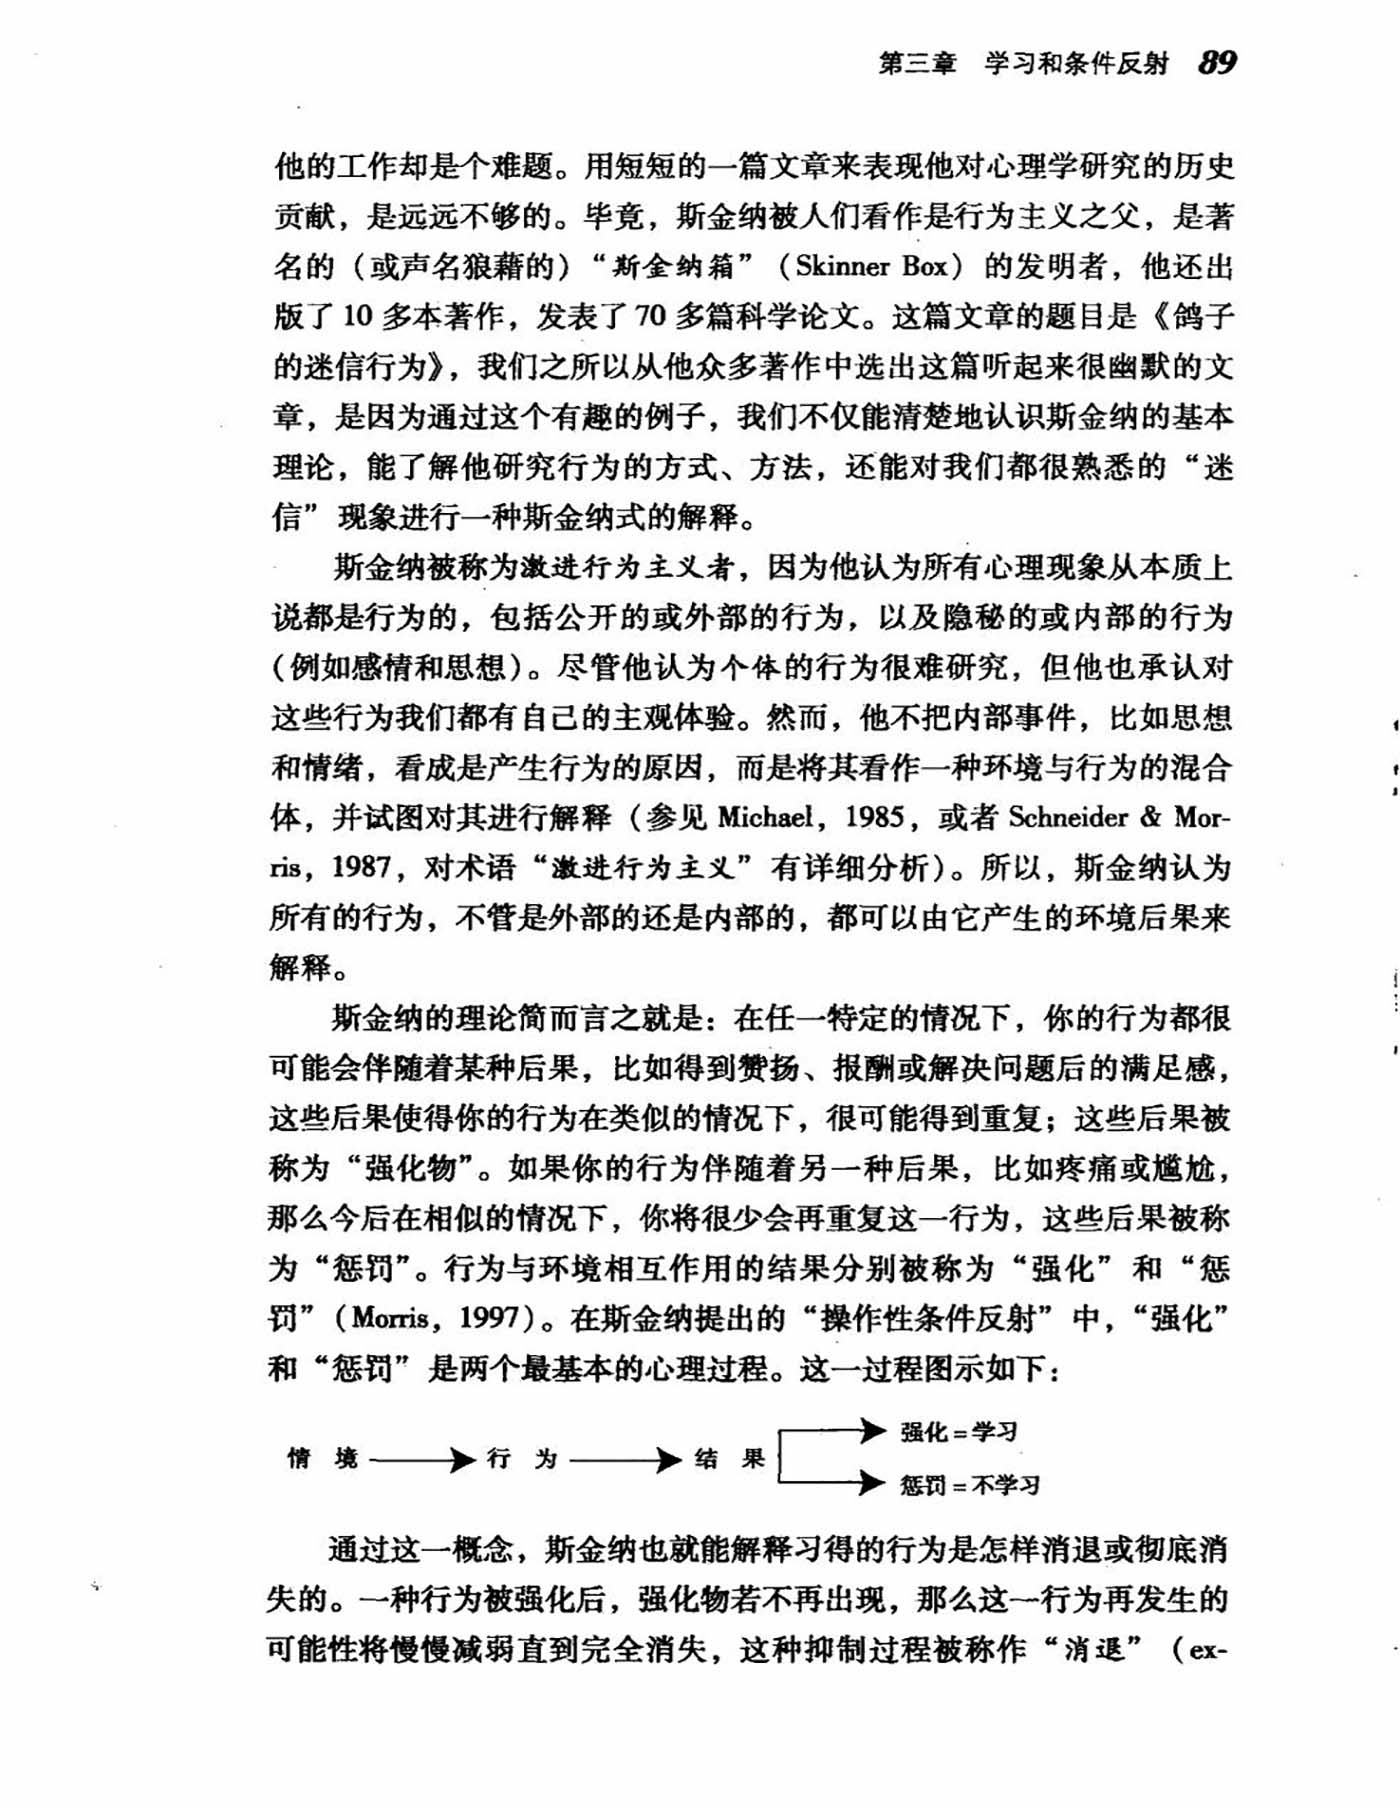 第三章 学习和条件反射 89
他的工作却是个难题。用短短的一篇文章来表现他对心理学研究的历史
贡献，是远远不够的。毕竟，斯金纳被人们看作是行为主义之父，是著
名的（或声名狼藉的）“斯金纳箱”（Skinner Box）的发明者，他还出
版了 10 多本著作，发表了 70 多篇科学论文。这篇文章的题目是《鸽子
的迷信行为》，我们之所以从他众多著作中选出这篇听起来很幽默的文
章，是因为通过这个有趣的例子，我们不仅能清楚地认识斯金纳的基本
理论，能了解他研究行为的方式、方法，还能对我们都很熟悉的“迷
信”现象进行一种斯金纳式的解释。
斯金纳被称为激进行为主义者，因为他认为所有心理现象从本质上
说都是行为的，包括公开的或外部的行为，以及隐秘的或内部的行为
（例如感情和思想）。尽管他认为个体的行为很难研究，但他也承认对
这些行为我们都有自己的主观体验。然而，他不把内部事件，比如思想
和情绪，看成是产生行为的原因，而是将其看作一种环境与行为的混合
体，并试图对其进行解释（参见 Michael，1985，或者 Schneider & Mor-
ris，1987，对术语“激进行为主义”有详细分析）。所以，斯金纳认为
所有的行为，不管是外部的还是内部的，都可以由它产生的环境后果来
解释。
斯金纳的理论简而言之就是：在任一特定的情况下，你的行为都很
可能会伴随着某种后果，比如得到赞扬、报酬或解决问题后的满足感，
这些后果使得你的行为在类似的情况下，很可能得到重复；这些后果被
称为“强化物”。如果你的行为伴随着另一种后果，比如疼痛或尴尬，
那么今后在相似的情况下，你将很少会再重复这一行为，这些后果被称
为“惩罚”。行为与环境相互作用的结果分别被称为“强化”和“惩
罚”（Morris，1997）。在斯金纳提出的“操作性条件反射”中，“强化”
和“惩罚”是两个最基本的心理过程。这一过程图示如下：
强化=学习
情 境 行 为 结 果
惩罚=不学习
通过这一概念，斯金纳也就能解释习得的行为是怎样消退或彻底消
失的。一种行为被强化后，强化物若不再出现，那么这一行为再发生的
可能性将慢慢减弱直到完全消失，这种抑制过程被称作“消退”（ex-